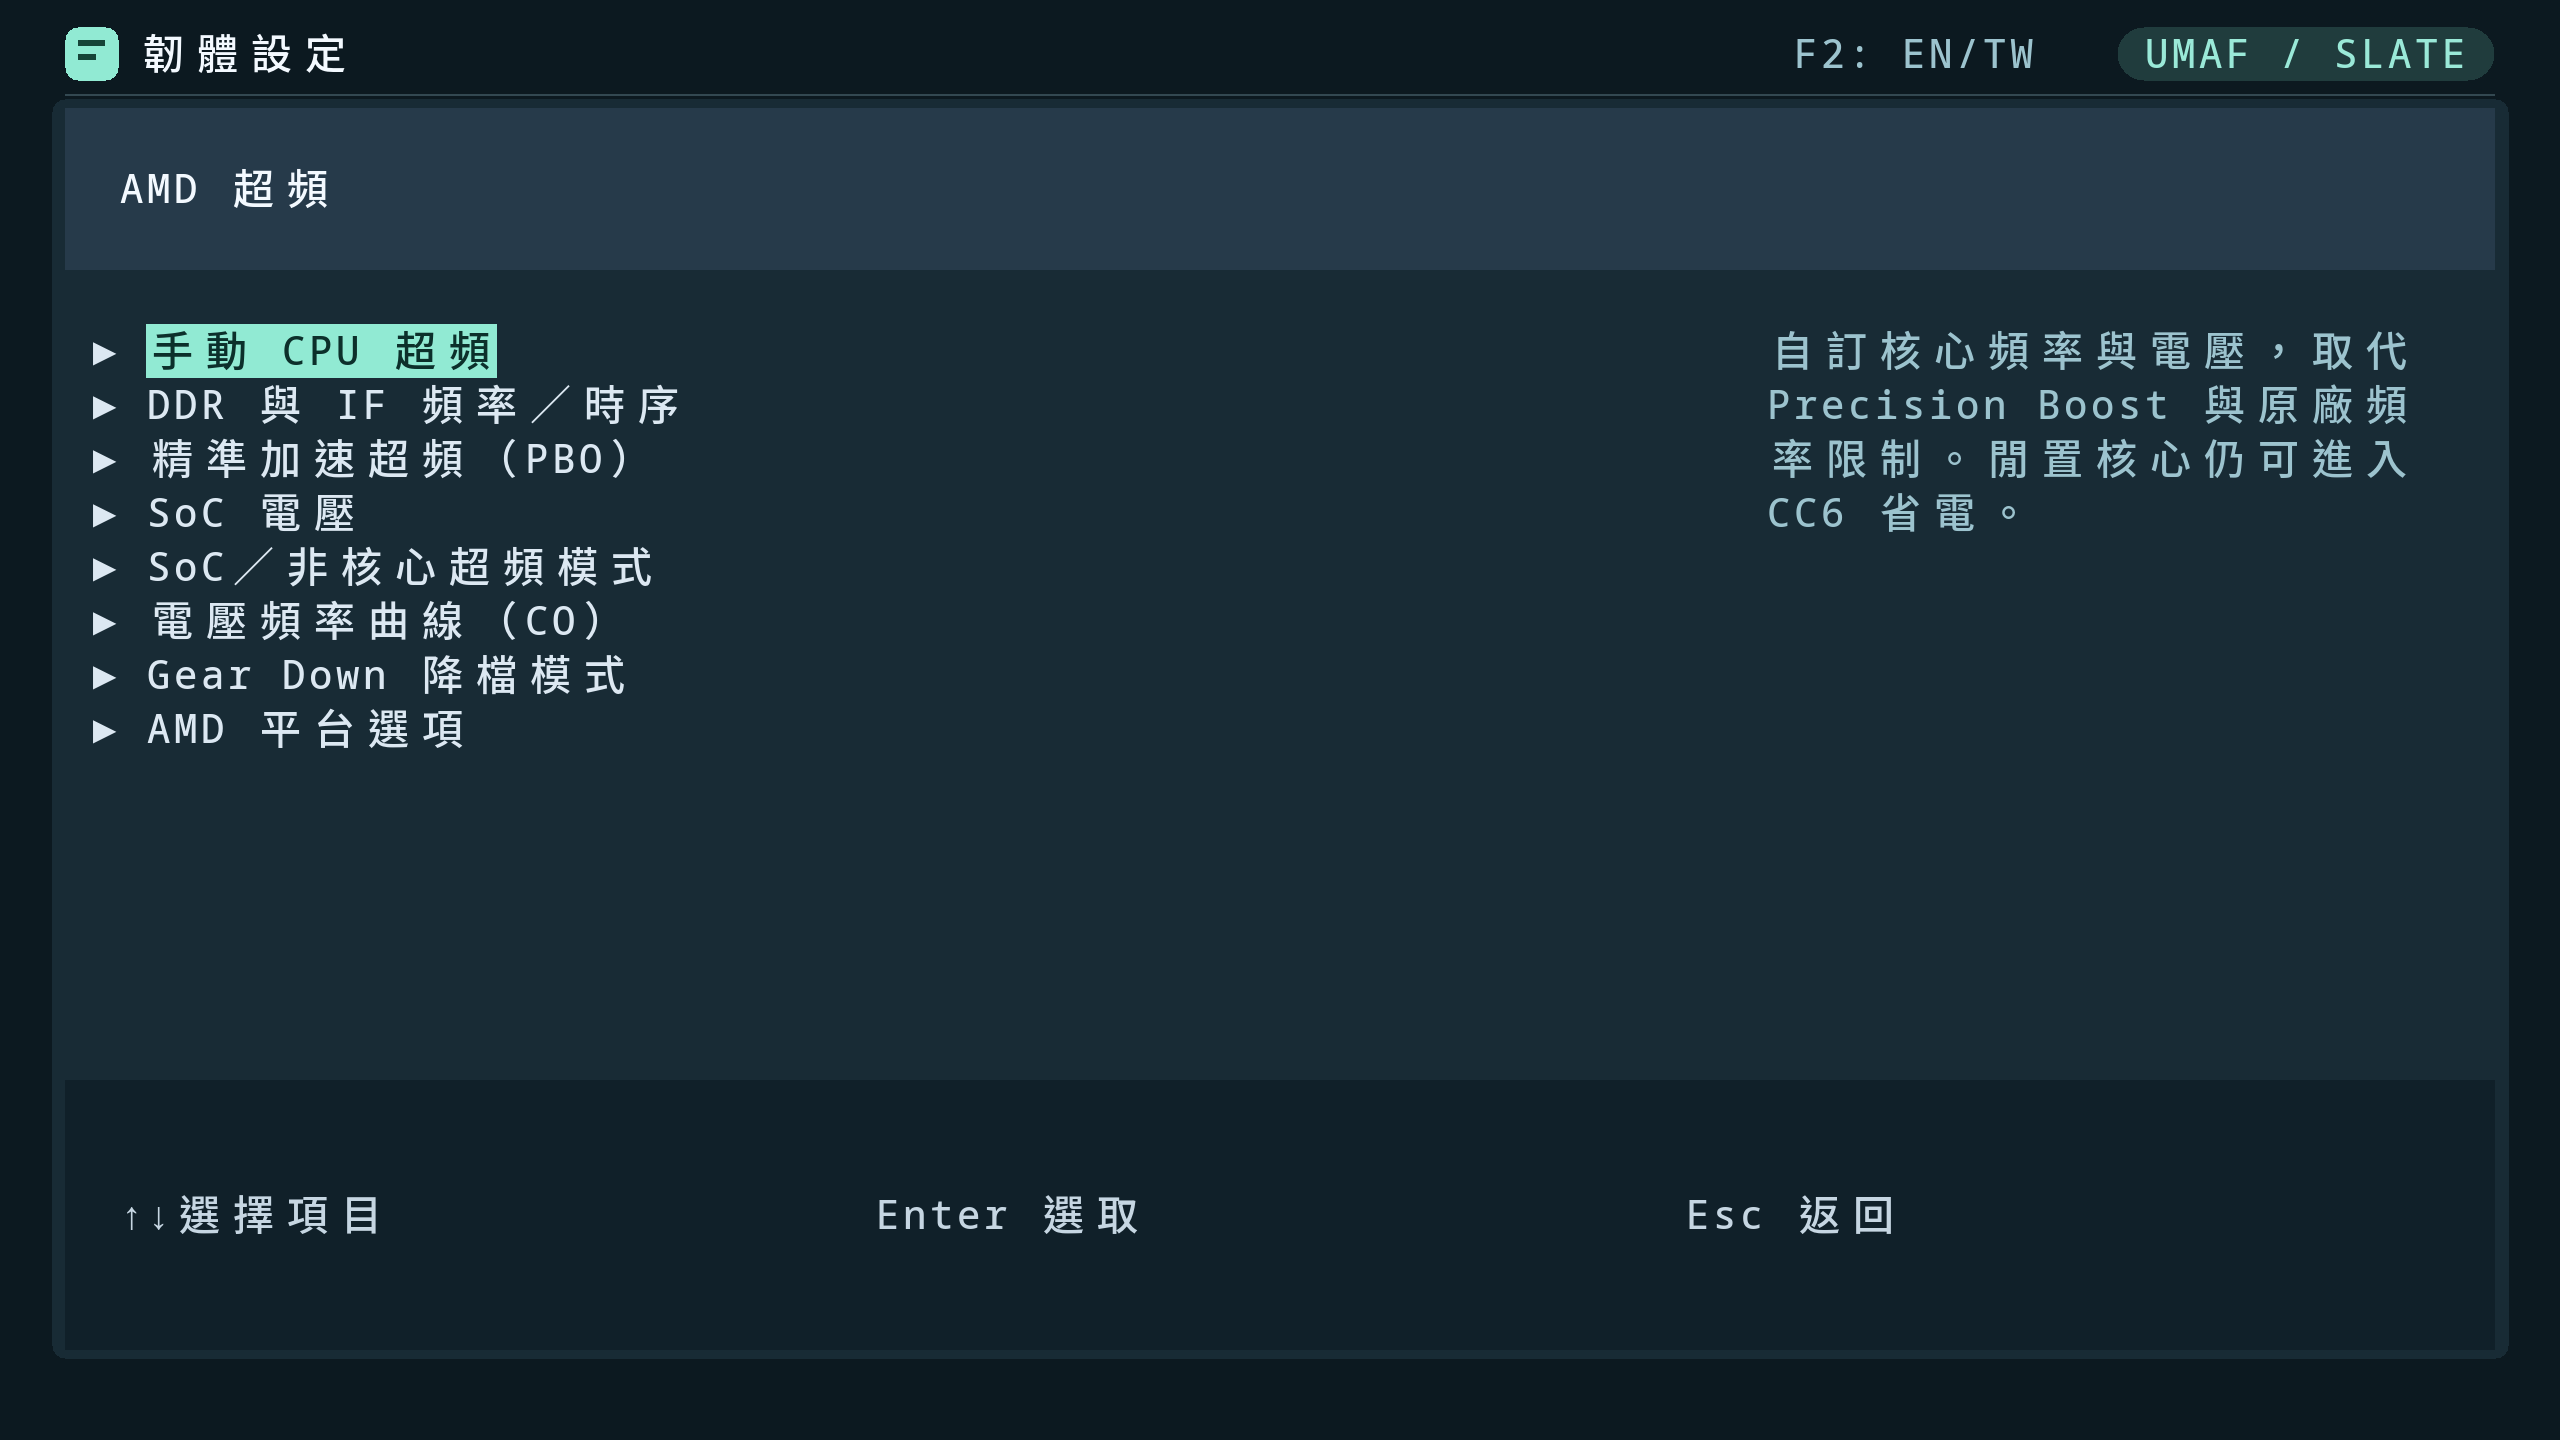 韌體設定
F2: EN/TW
UMAF / SLATE
AMD 超頻
▶ 手動 CPU 超頻
▶ DDR 與 IF 頻率／時序
▶ 精準加速超頻（PBO）
▶ SoC 電壓
▶ SoC／非核心超頻模式
▶ 電壓頻率曲線（CO）
▶ Gear Down 降檔模式
▶ AMD 平台選項
自訂核心頻率與電壓，取代
Precision Boost 與原廠頻
率限制。閒置核心仍可進入
CC6 省電。
↑↓選擇項目
Enter 選取
Esc 返回